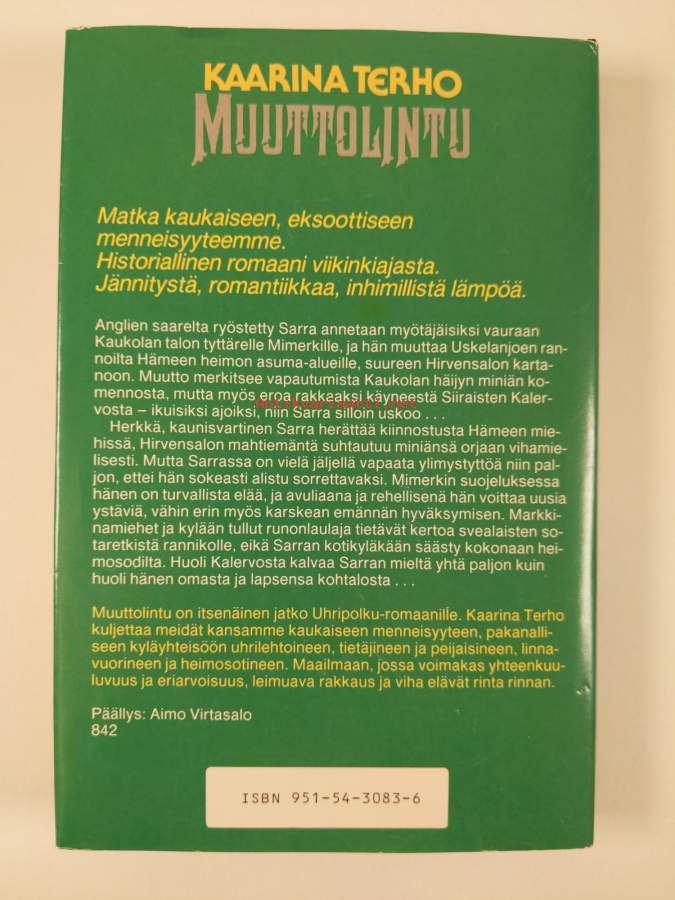 KAARINA TERHO
MUUTTOLINTU
Matka kaukaiseen, eksoottiseen
menneisyyteemme.
Historiallinen romaani viikinkiajasta.
Jännitystä, romantiikkaa, inhimillistä lämpöä.
Anglien saarelta ryöstetty Sarra annetaan myötäjäisiksi vauraan
Kaukolan talon tyttärelle Mimerkille, ja hän muuttaa Uskelanjoen ran-
noilta Hämeen heimon asuma-alueille, suureen Hirvensalon karta-
noon. Muutto merkitsee vapautumista Kaukolan häijyn miniän ko-
mennosta, mutta myös eroa rakkaaksi käyneestä Siiraisten Kaler-
vosta – ikuisiksi ajoiksi, niin Sarra silloin uskoo . . .
Antikvariaatti.net
Herkkä, kaunisvartinen Sarra herättää kiinnostusta Hämeen mie-
hissä, Hirvensalon mahtiemäntä suhtautuu miniänsä orjaan vihamie-
lisesti. Mutta Sarrassa on vielä jäljellä vapaata ylimystyttöä niin pal-
jon, ettei hän sokeasti alistu sorrettavaksi. Mimerkin suojeluksessa
hänen on turvallista elää, ja avuliaana ja rehellisenä hän voittaa uusia
ystäviä, vähin erin myös karskean emännän hyväksymisen. Markki-
namiehet ja kylään tullut runonlaulaja tietävät kertoa svealaisten so-
taretkistä rannikolle, eikä Sarran kotikyläkään säästy kokonaan hei-
mosodilta. Huoli Kalervosta kalvaa Sarran mieltä yhtä paljon kuin
huoli hänen omasta ja lapsensa kohtalosta . . .
Muuttolintu on itsenäinen jatko Uhripolku-romaanille. Kaarina Terho
kuljettaa meidät kansamme kaukaiseen menneisyyteen, pakanalli-
seen kyläyhteisöön uhrilehtoineen, tietäjineen ja peijaisineen, linna-
vuorineen ja heimosotineen. Maailmaan, jossa voimakas yhteenkuu-
luvuus ja eriarvoisuus, leimuava rakkaus ja viha elävät rinta rinnan.
Päällys: Aimo Virtasalo
842
ISBN 951-54-3083-6